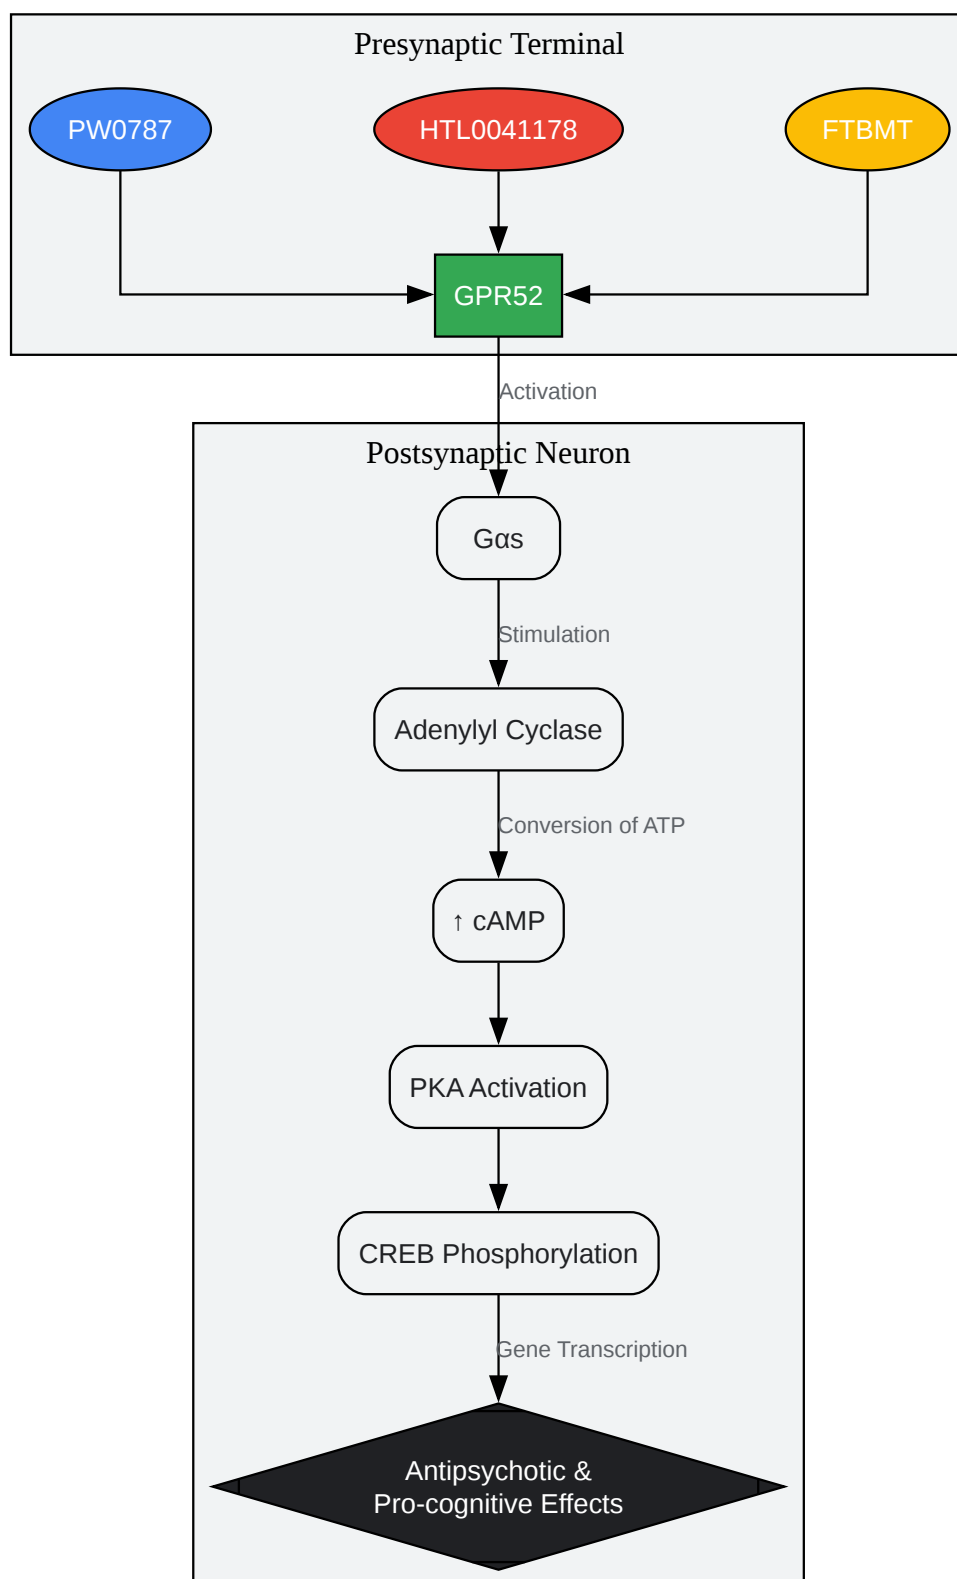 Presynaptic Terminal
PW0787
HTL0041178
FTBMT
GPR52
Activation
Postsynaptic Neuron
Gαs
Stimulation
Adenylyl Cyclase
Conversion of ATP
↑ cAMP
PKA Activation
CREB Phosphorylation
Gene Transcription
Antipsychotic &
Pro-cognitive Effects